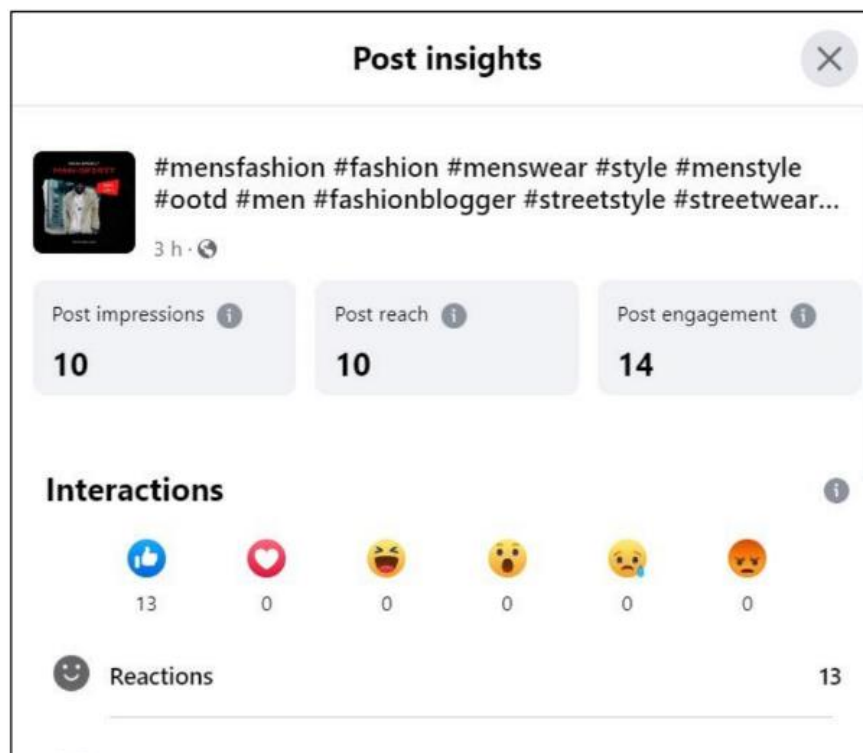 Post insights
#mensfashion #fashion #menswear #style #menstyle
#ootd #men #fashionblogger #streetstyle #streetwear...
3 h ·
Post impressions
10
Post reach
10
Post engagement
14
Interactions
13 0 0 0 0 0
Reactions 13